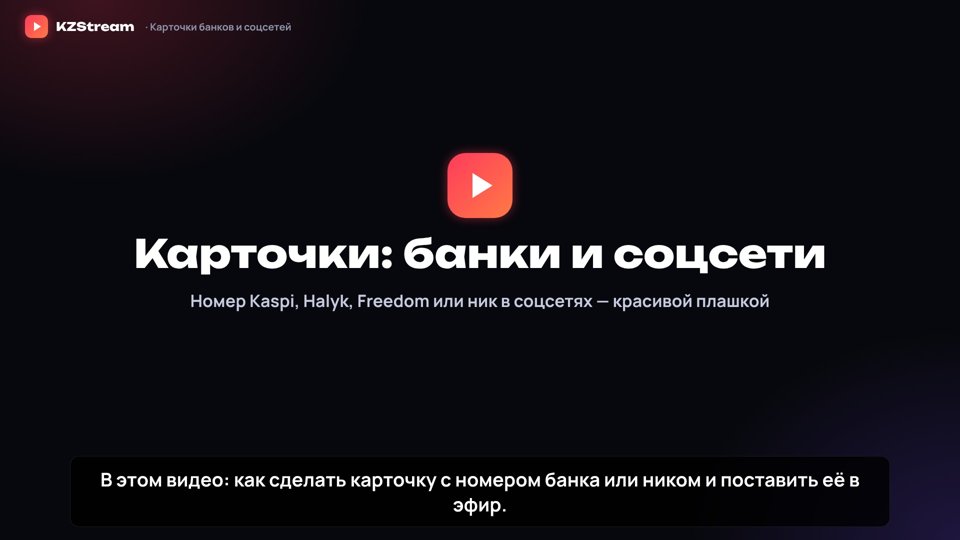 KZStream · Карточки банков и соцсетей
Карточки: банки и соцсети
Номер Kaspi, Halyk, Freedom или ник в соцсетях — красивой плашкой
В этом видео: как сделать карточку с номером банка или ником и поставить её в
эфир.